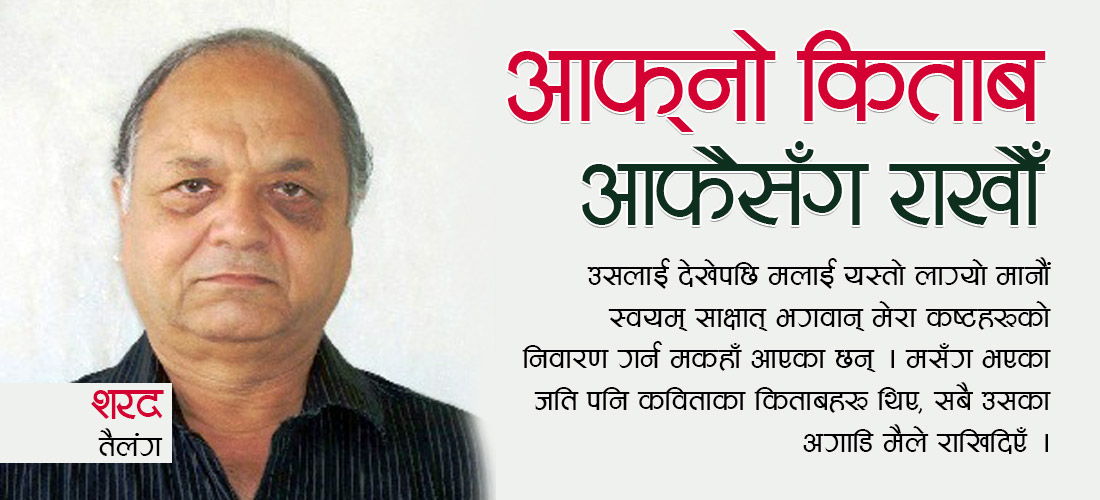 आफ्नो किताब
आफैसँग राखौँ
उसलाई देखेपछि मलाई यस्तो लाग्यो मानौं
स्वयम् साक्षात् भगवान् मेरा कष्टहरुको
निवारण गर्न मकहाँ आएका छन् । मसँग भएका
जति पनि कविताका किताबहरु थिए, सबै उसका
अगाडि मैले राखिदिएँ ।
शरद
तैलंग